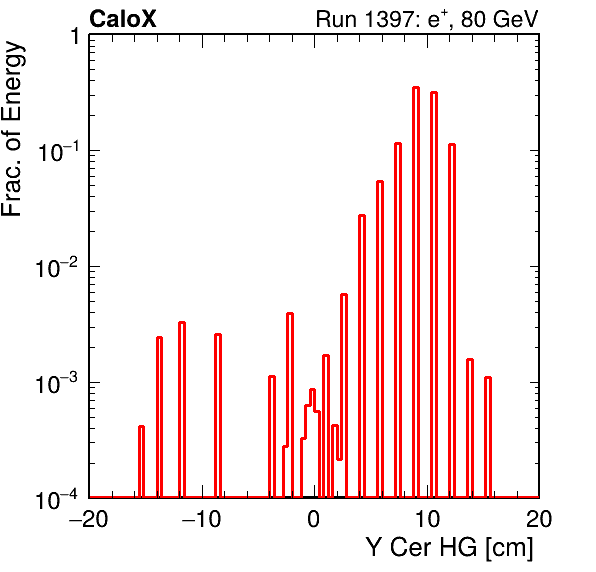 CaloX Run 1397: e⁺, 80 GeV
Frac. of Energy
1
10⁻¹
10⁻²
10⁻³
10⁻⁴
−20 −10 0 10 20
Y Cer HG [cm]